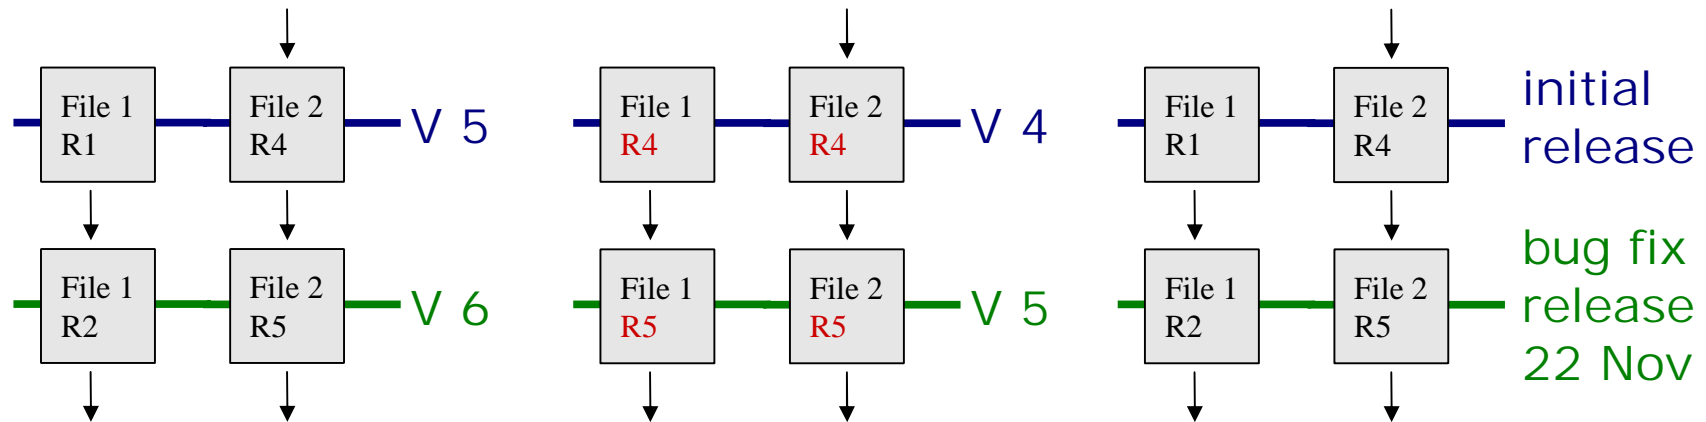 File 1
R1
File 2
R4
V 5
File 1
R2
File 2
R5
V 6
File 1
R4
File 2
R4
V 4
File 1
R5
File 2
R5
V 5
File 1
R1
File 2
R4
initial
release
File 1
R2
File 2
R5
bug fix
release
22 Nov